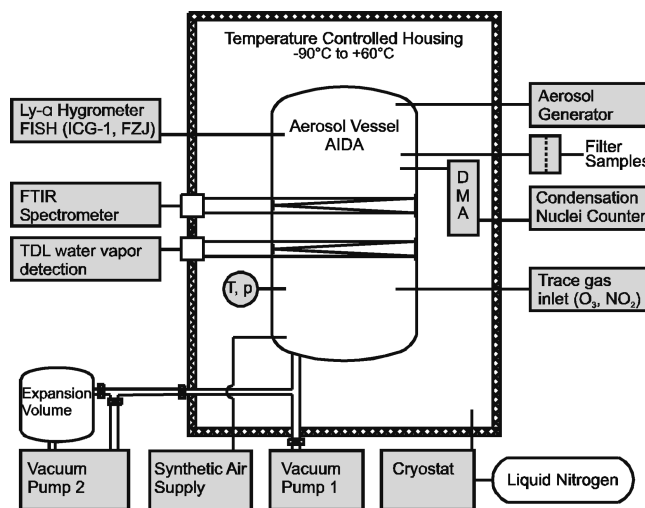 Temperature Controlled Housing
-90°C to +60°C
Ly-α Hygrometer
FISH (ICG-1, FZJ)
Aerosol Vessel
AIDA
Aerosol
Generator
Filter
Samples
D
M
A
FTIR
Spectrometer
Condensation
Nuclei Counter
TDL water vapor
detection
T, p
Trace gas
inlet (O₃, NO₂)
Expansion
Volume
Vacuum
Pump 2
Synthetic Air
Supply
Vacuum
Pump 1
Cryostat
Liquid Nitrogen